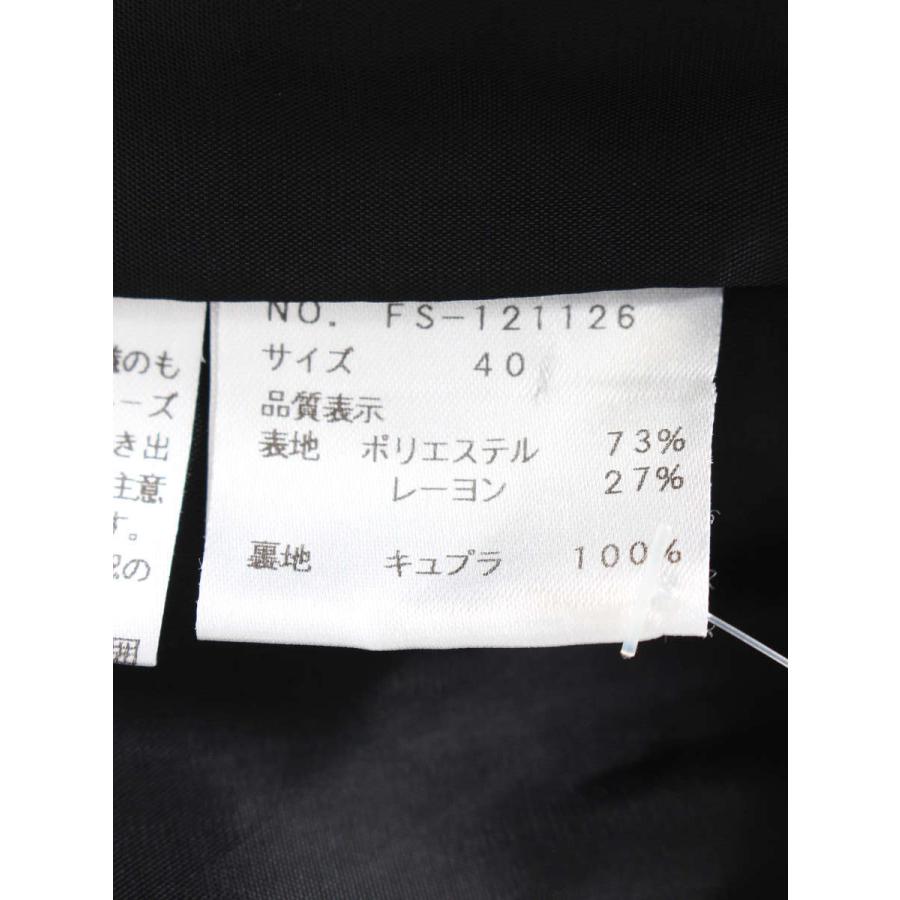 のも
ーズ
き出
主意
す。
の
NO. FS-121126
サイズ 40
品質表示
表地 ポリエステル 73%
レーヨン 27%
裏地 キュプラ 100%